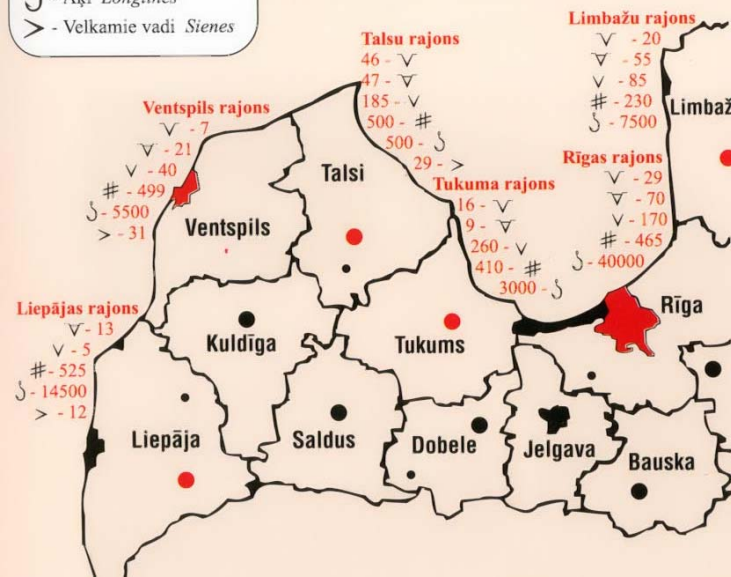 - Āķi Longlines
> - Velkamie vadi Sienes
Limbažu rajons
- 20
- 55
- 85
# - 230
- 7500
Talsu rajons
46 -
47 -
185 -
500 - #
500 -
29 - >
Ventspils rajons
- 7
- 21
- 40
# - 499
- 5500
> - 31
Rīgas rajons
- 29
- 70
- 170
# - 465
- 40000
Tukuma rajons
16 -
9 -
260 -
410 - #
3000 -
Liepājas rajons
- 13
- 5
# - 525
- 14500
> - 12
Talsi
Ventspils
Rīga
Kuldīga
Tukums
Liepāja
Saldus
Dobele
Jelgava
Bauska